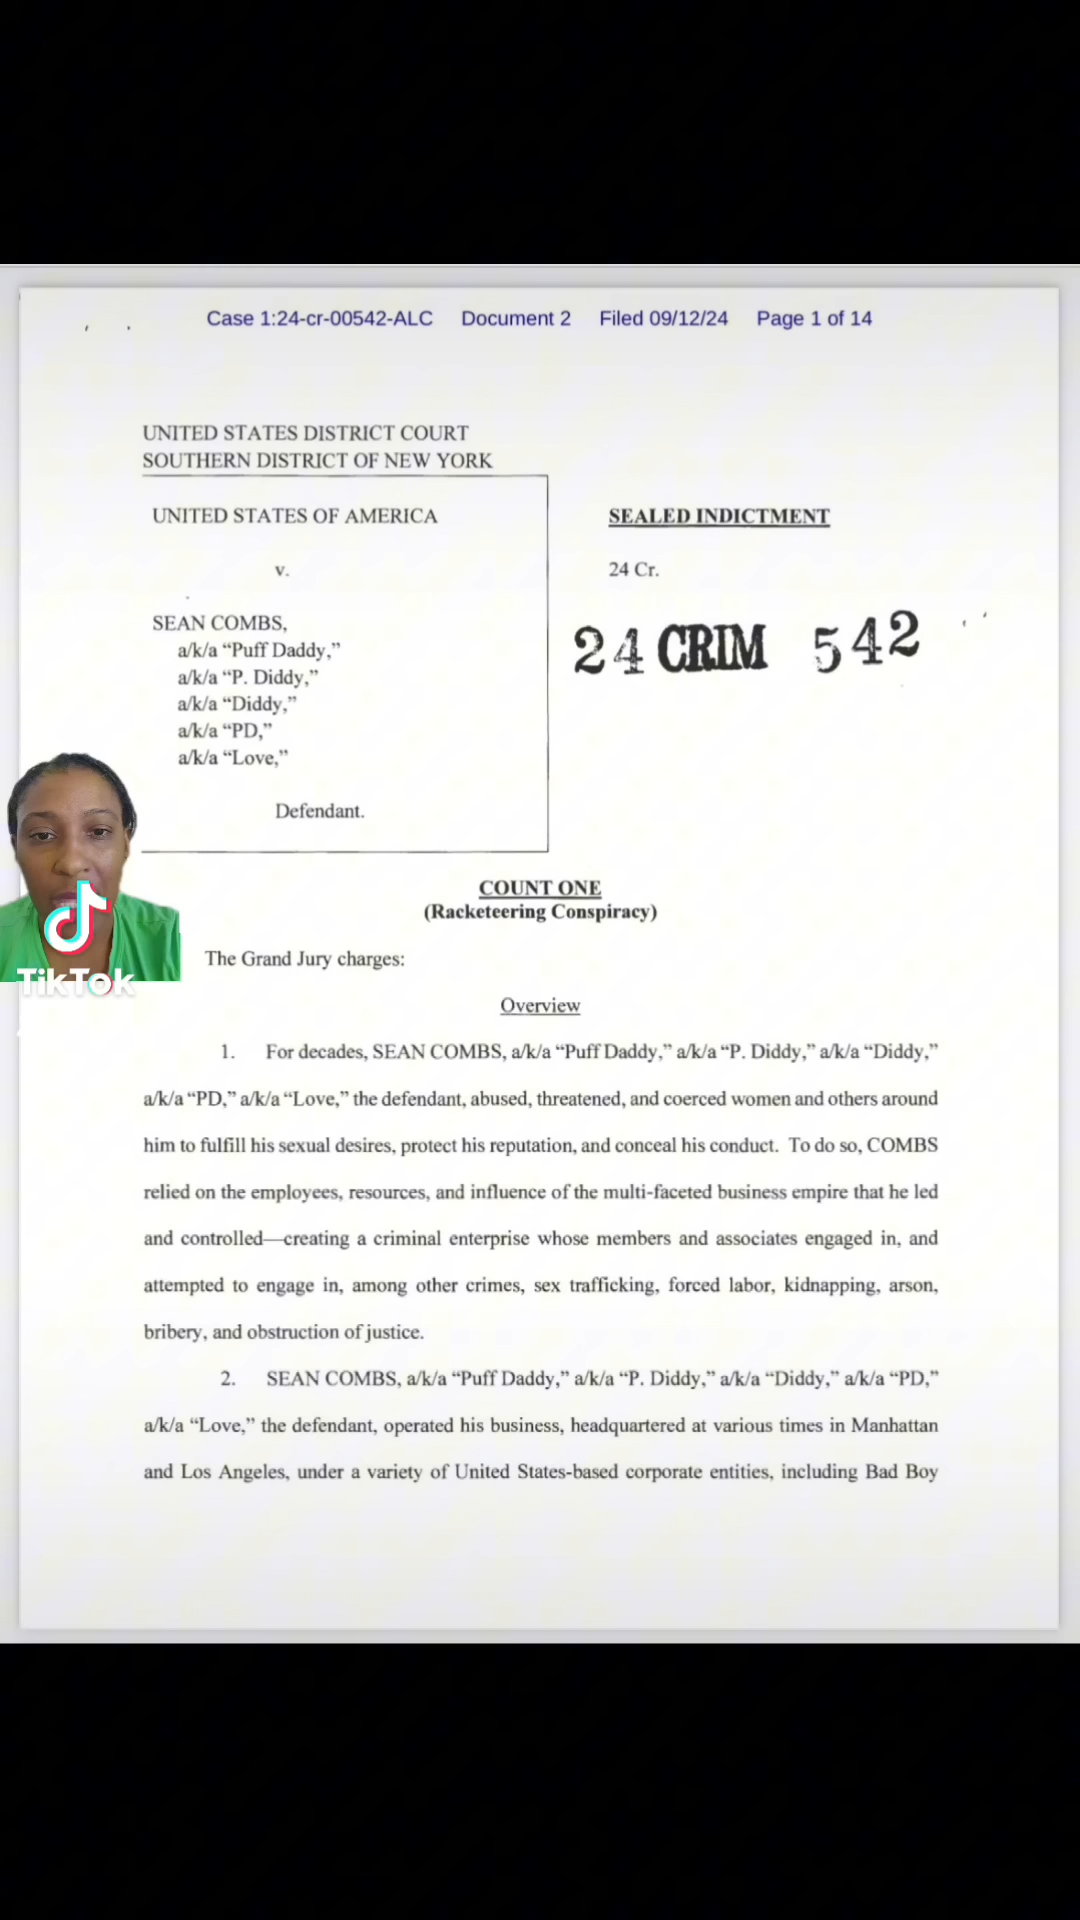 Case 1:24-cr-00542-ALC Document 2 Filed 09/12/24 Page 1 of 14
UNITED STATES DISTRICT COURT
SOUTHERN DISTRICT OF NEW YORK
UNITED STATES OF AMERICA
v.
SEAN COMBS,
a/k/a “Puff Daddy,”
a/k/a “P. Diddy,”
a/k/a “Diddy,”
a/k/a “PD,”
a/k/a “Love,”
Defendant.
SEALED INDICTMENT
24 Cr.
24 CRIM 542
TikTok
COUNT ONE
(Racketeering Conspiracy)
The Grand Jury charges:
Overview
1. For decades, SEAN COMBS, a/k/a “Puff Daddy,” a/k/a “P. Diddy,” a/k/a “Diddy,”
a/k/a “PD,” a/k/a “Love,” the defendant, abused, threatened, and coerced women and others around
him to fulfill his sexual desires, protect his reputation, and conceal his conduct. To do so, COMBS
relied on the employees, resources, and influence of the multi-faceted business empire that he led
and controlled—creating a criminal enterprise whose members and associates engaged in, and
attempted to engage in, among other crimes, sex trafficking, forced labor, kidnapping, arson,
bribery, and obstruction of justice.
2. SEAN COMBS, a/k/a “Puff Daddy,” a/k/a “P. Diddy,” a/k/a “Diddy,” a/k/a “PD,”
a/k/a “Love,” the defendant, operated his business, headquartered at various times in Manhattan
and Los Angeles, under a variety of United States-based corporate entities, including Bad Boy